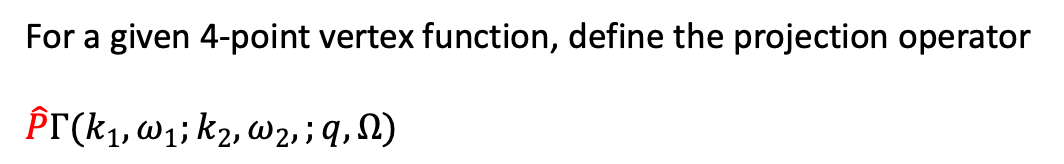 For a given 4-point vertex function, define the projection operator
P̂Γ(k₁, ω₁; k₂, ω₂, ; q, Ω)